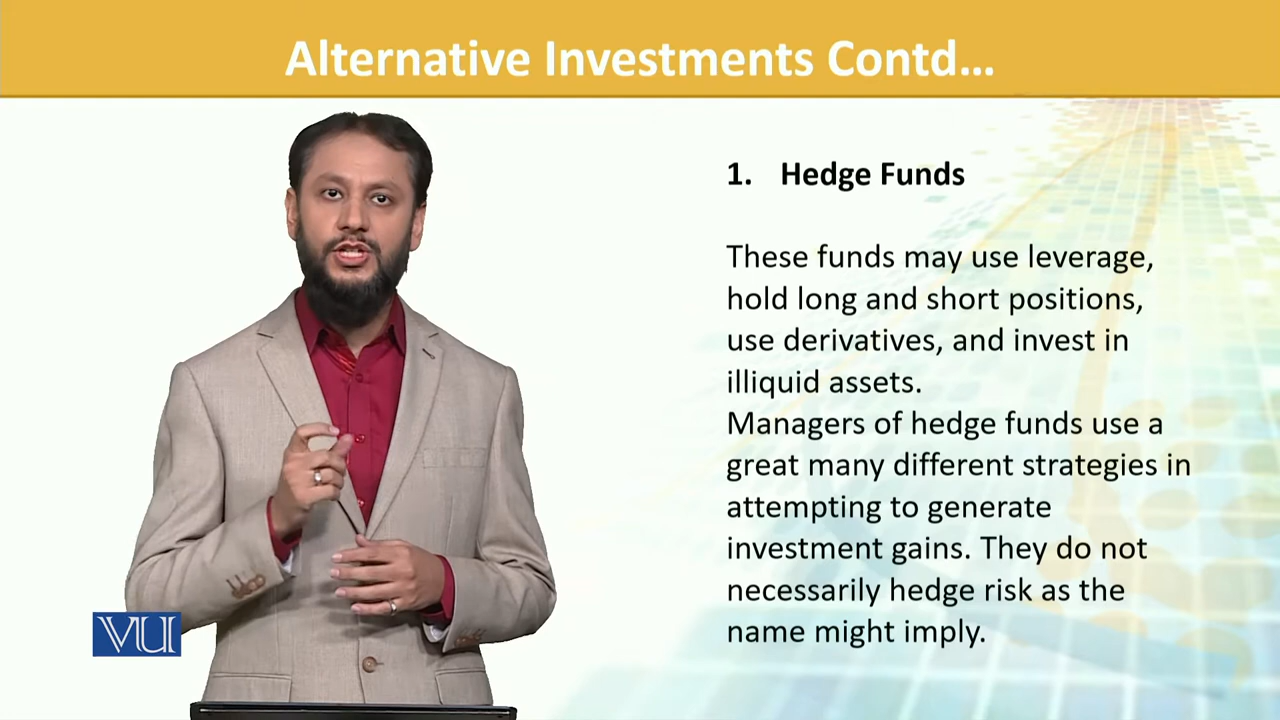 Alternative Investments Contd…
1. Hedge Funds
These funds may use leverage,
hold long and short positions,
use derivatives, and invest in
illiquid assets.
Managers of hedge funds use a
great many different strategies in
attempting to generate
investment gains. They do not
necessarily hedge risk as the
name might imply.
VU